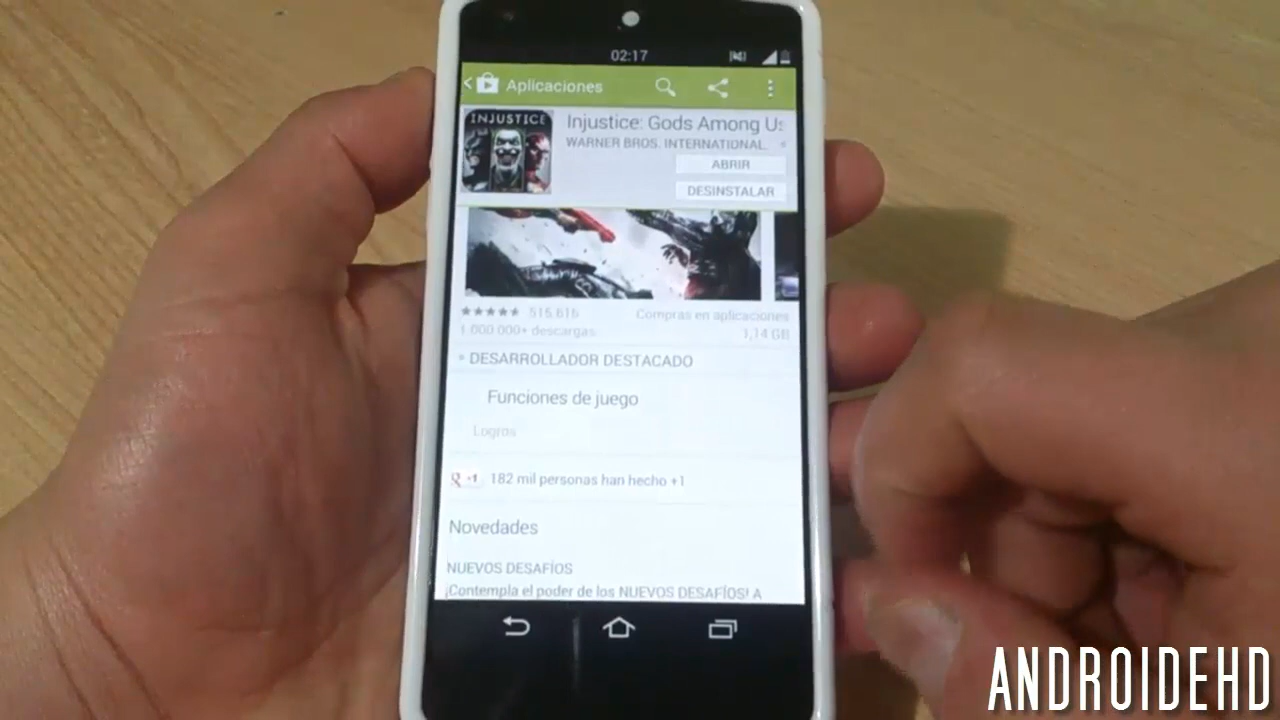 02:17
Aplicaciones
INJUSTICE
Injustice: Gods Among Us
WARNER BROS. INTERNATIONAL
ABRIR
DESINSTALAR
515.616 Compras en aplicaciones
1.000.000+ descargas 1,14 GB
DESARROLLADOR DESTACADO
Funciones de juego
Logros
g +1 182 mil personas han hecho +1
Novedades
NUEVOS DESAFÍOS
¡Contempla el poder de los NUEVOS DESAFÍOS! A
ANDROIDEHD